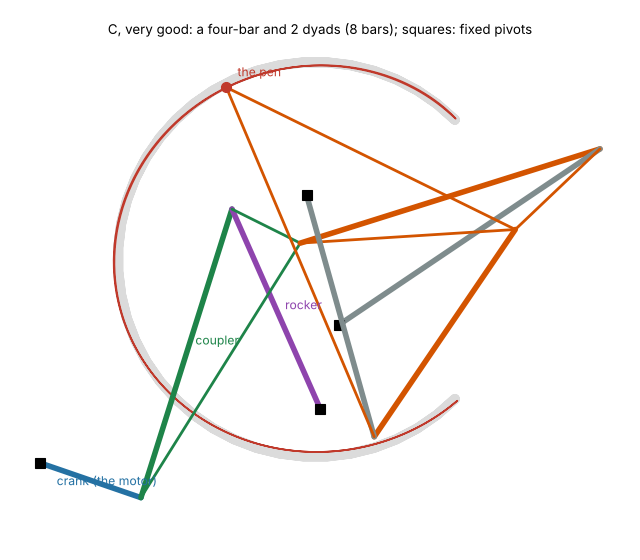 C, very good: a four-bar and 2 dyads (8 bars); squares: fixed pivots
the pen
rocker
coupler
crank (the motor)